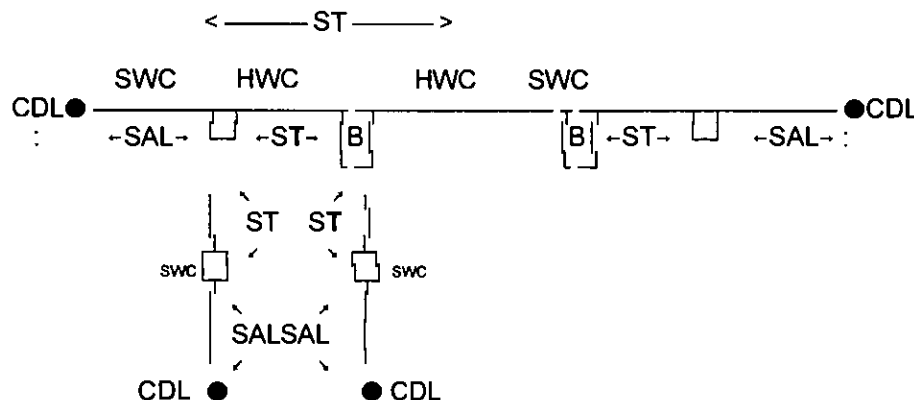 < ST >
SWC HWC HWC SWC
CDL CDL
: ←SAL→ ←ST→ B B ←ST→ ←SAL→ :
ST ST
SWC SWC
SALSAL
CDL CDL